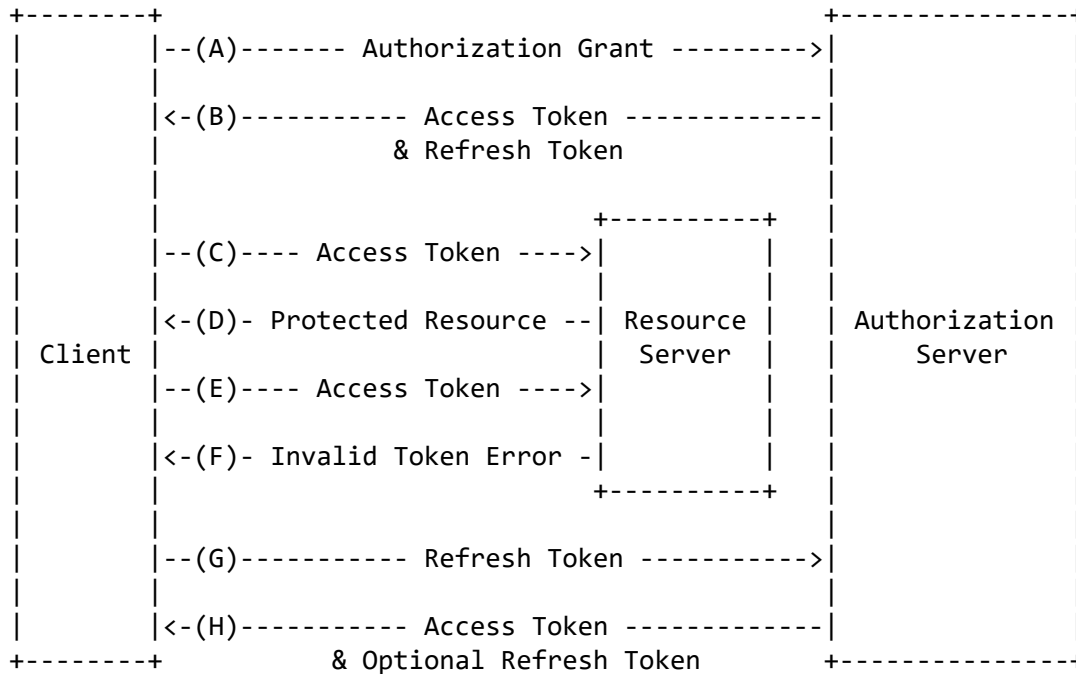 (A) Authorization Grant
(B) Access Token
& Refresh Token
(C) Access Token
(D) Protected Resource Resource Authorization
Client Server Server
(E) Access Token
(F) Invalid Token Error
(G) Refresh Token
(H) Access Token
& Optional Refresh Token